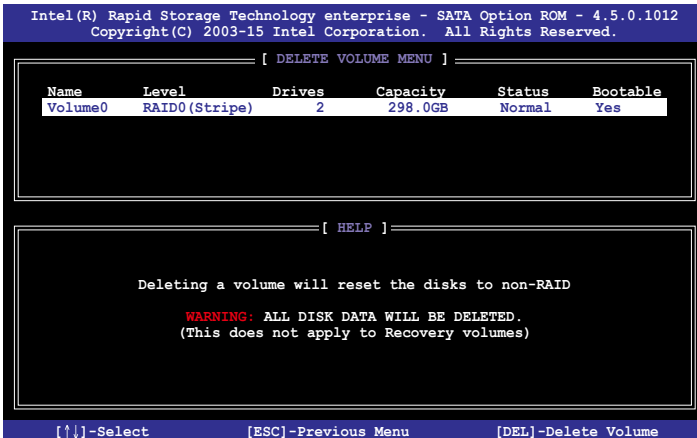 Intel(R) Rapid Storage Technology enterprise - SATA Option ROM - 4.5.0.1012
Copyright(C) 2003-15 Intel Corporation. All Rights Reserved.
[ DELETE VOLUME MENU ]
Name Level Drives Capacity Status Bootable
Volume0 RAID0(Stripe) 2 298.0GB Normal Yes
[ HELP ]
Deleting a volume will reset the disks to non-RAID
WARNING: ALL DISK DATA WILL BE DELETED.
(This does not apply to Recovery volumes)
[↑↓]-Select [ESC]-Previous Menu [DEL]-Delete Volume